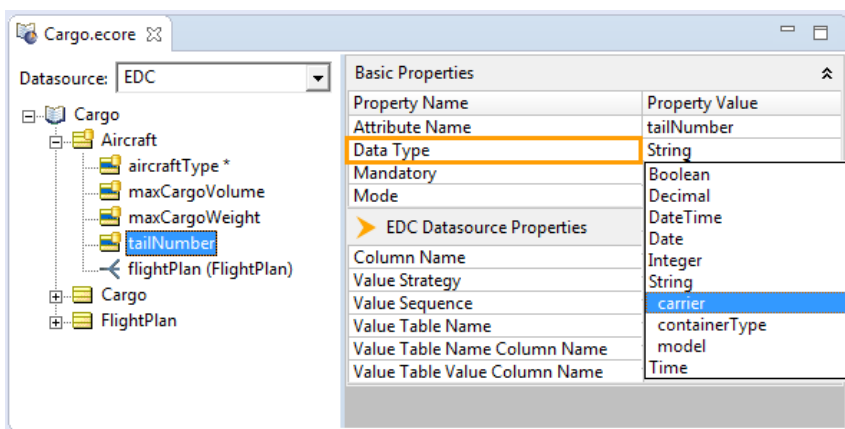 Cargo.ecore
Datasource: EDC
Cargo
Aircraft
aircraftType *
maxCargoVolume
maxCargoWeight
tailNumber
flightPlan (FlightPlan)
Cargo
FlightPlan
Basic Properties
Property Name Property Value
Attribute Name tailNumber
Data Type String
Mandatory
Mode
EDC Datasource Properties
Column Name
Value Strategy
Value Sequence
Value Table Name
Value Table Name Column Name
Value Table Value Column Name
Boolean
Decimal
DateTime
Date
Integer
String
carrier
containerType
model
Time